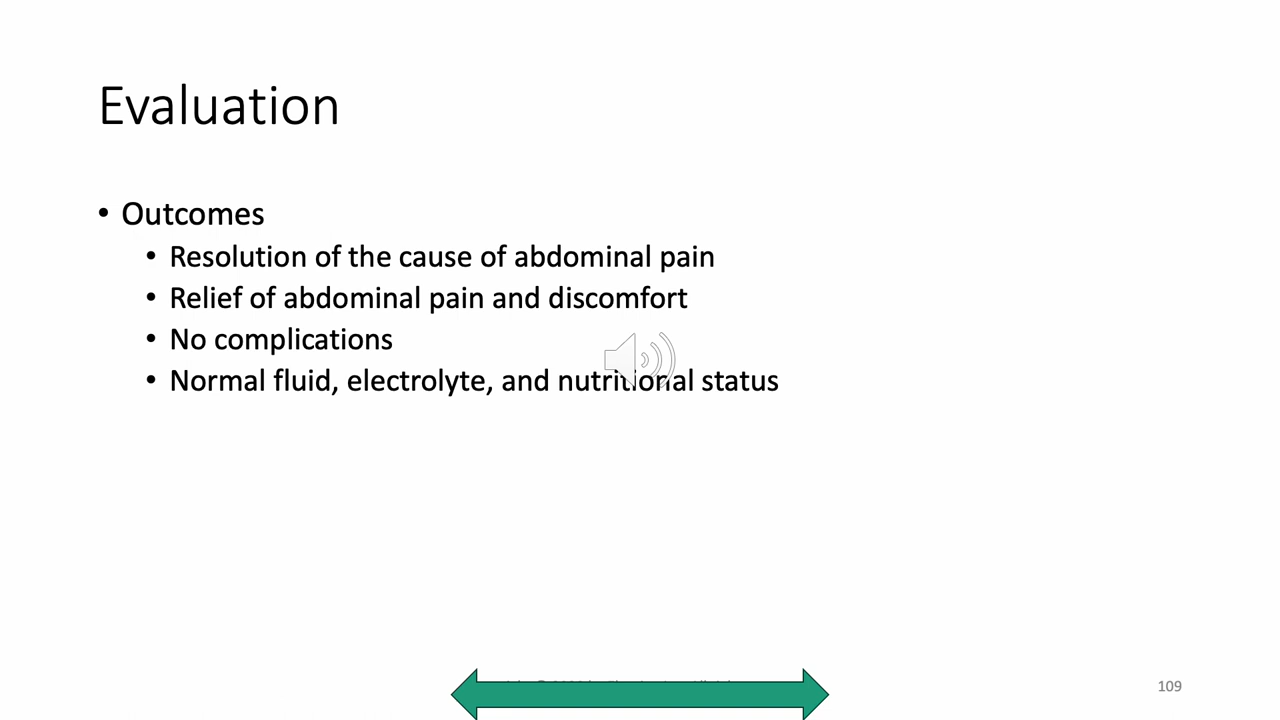 Evaluation
• Outcomes
• Resolution of the cause of abdominal pain
• Relief of abdominal pain and discomfort
• No complications
• Normal fluid, electrolyte, and nutritional status
109